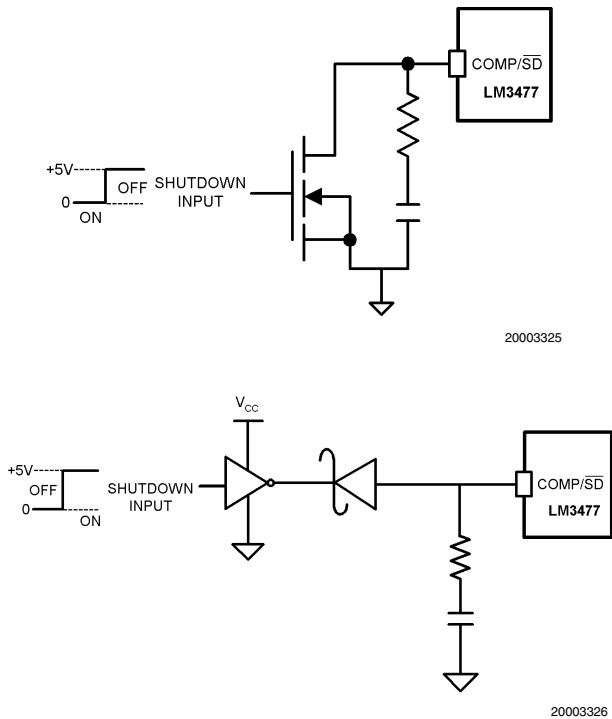 COMP/SD
LM3477
+5V
OFF
SHUTDOWN
INPUT
0
ON
20003325
VCC
+5V
OFF
SHUTDOWN
INPUT
0
ON
COMP/SD
LM3477
20003326